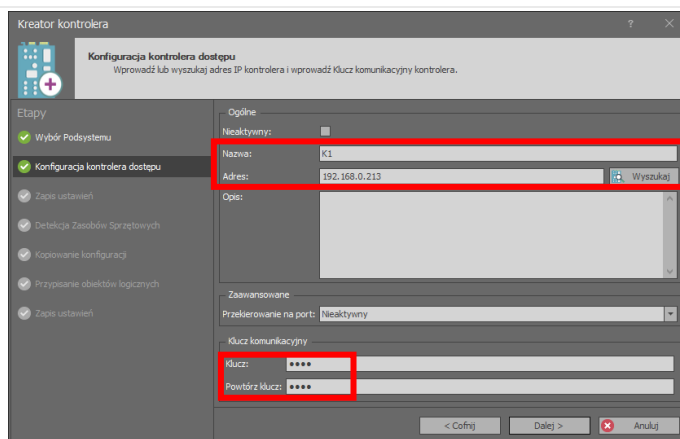 Kreator kontrolera
Konfiguracja kontrolera dostępu
Wprowadź lub wyszukaj adres IP kontrolera i wprowadź Klucz komunikacyjny kontrolera.
Etapy
Wybór Podsystemu
Konfiguracja kontrolera dostępu
Zapis ustawień
Detekcja Zasobów Sprzętowych
Kopiowanie konfiguracji
Przypisanie obiektów logicznych
Zapis ustawień
Ogólne
Nieaktywny:
Nazwa: K1
Adres: 192.168.0.213 Wyszukaj
Opis:
Zaawansowane
Przekierowanie na port: Nieaktywny
Klucz komunikacyjny
Klucz: ••••
Powtórz klucz: ••••
< Cofnij Dalej > Anuluj